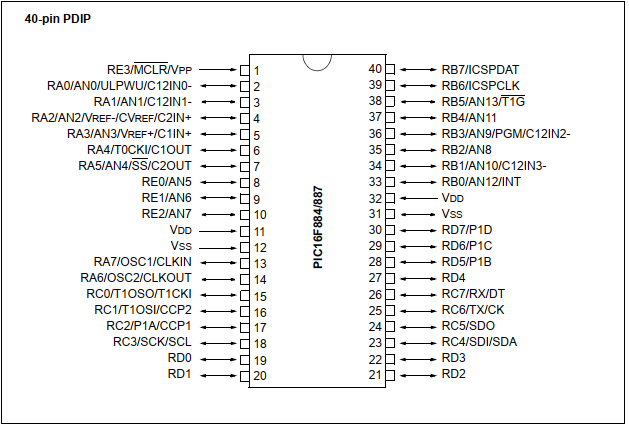 40-pin PDIP
RE3/MCLR/VPP 1 40 RB7/ICSPDAT
RA0/AN0/ULPWU/C12IN0- 2 39 RB6/ICSPCLK
RA1/AN1/C12IN1- 3 38 RB5/AN13/T1G
RA2/AN2/VREF-/CVREF/C2IN+ 4 37 RB4/AN11
RA3/AN3/VREF+/C1IN+ 5 36 RB3/AN9/PGM/C12IN2-
RA4/T0CKI/C1OUT 6 35 RB2/AN8
RA5/AN4/SS/C2OUT 7 34 RB1/AN10/C12IN3-
RE0/AN5 8 33 RB0/AN12/INT
RE1/AN6 9 32 VDD
RE2/AN7 10 31 VSS
VDD 11 30 RD7/P1D
VSS 12 29 RD6/P1C
RA7/OSC1/CLKIN 13 28 RD5/P1B
RA6/OSC2/CLKOUT 14 27 RD4
RC0/T1OSO/T1CKI 15 26 RC7/RX/DT
RC1/T1OSI/CCP2 16 25 RC6/TX/CK
RC2/P1A/CCP1 17 24 RC5/SDO
RC3/SCK/SCL 18 23 RC4/SDI/SDA
RD0 19 22 RD3
RD1 20 21 RD2
PIC16F884/887